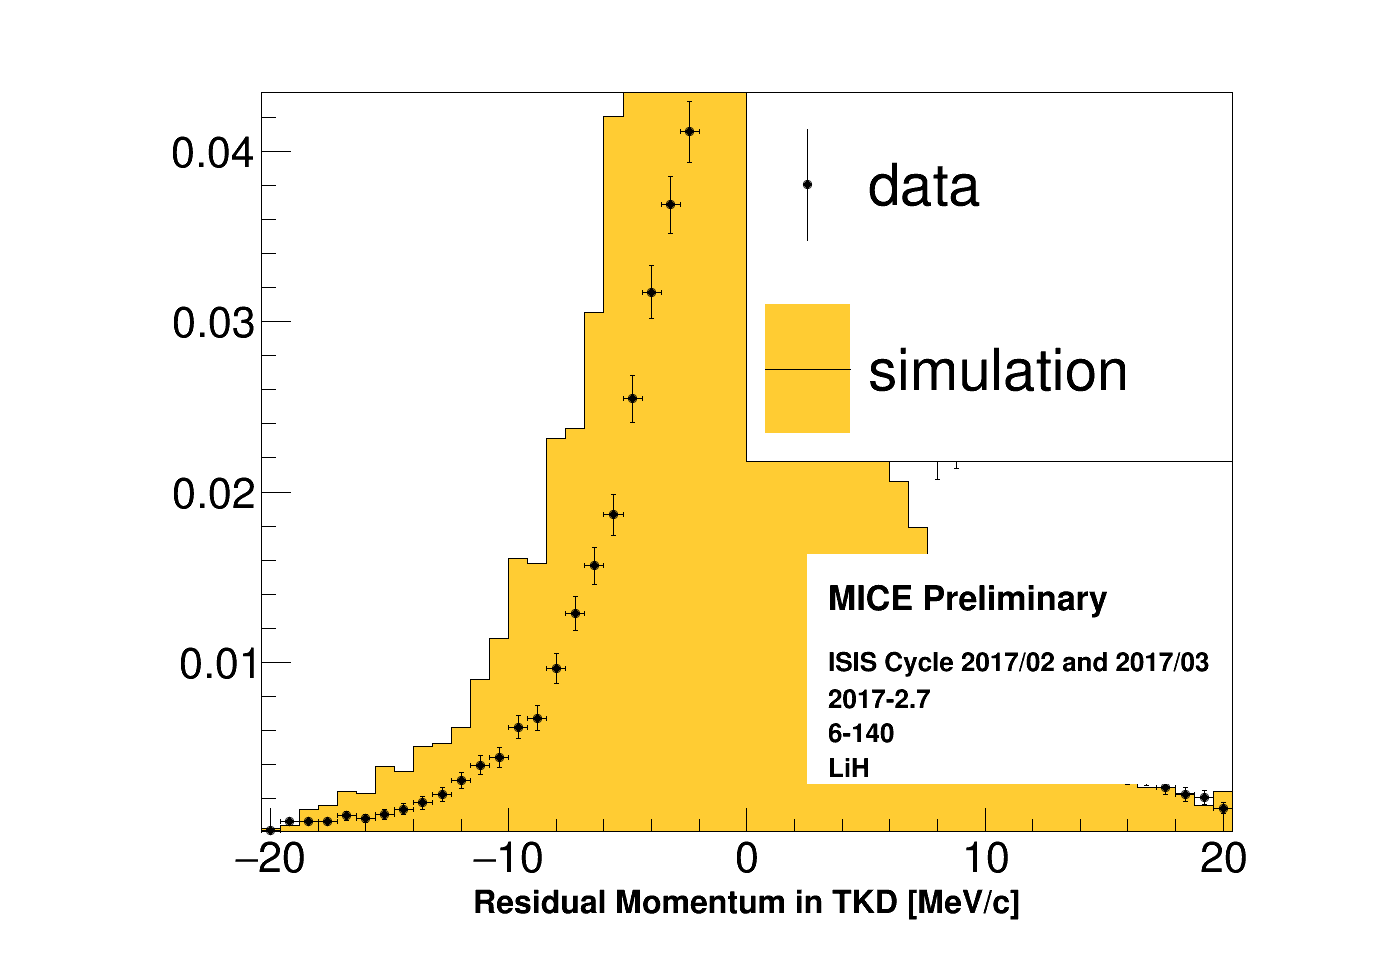 0.04
0.03
0.02
0.01
data
simulation
MICE Preliminary
ISIS Cycle 2017/02 and 2017/03
2017-2.7
6-140
LiH
−20 −10 0 10 20
Residual Momentum in TKD [MeV/c]